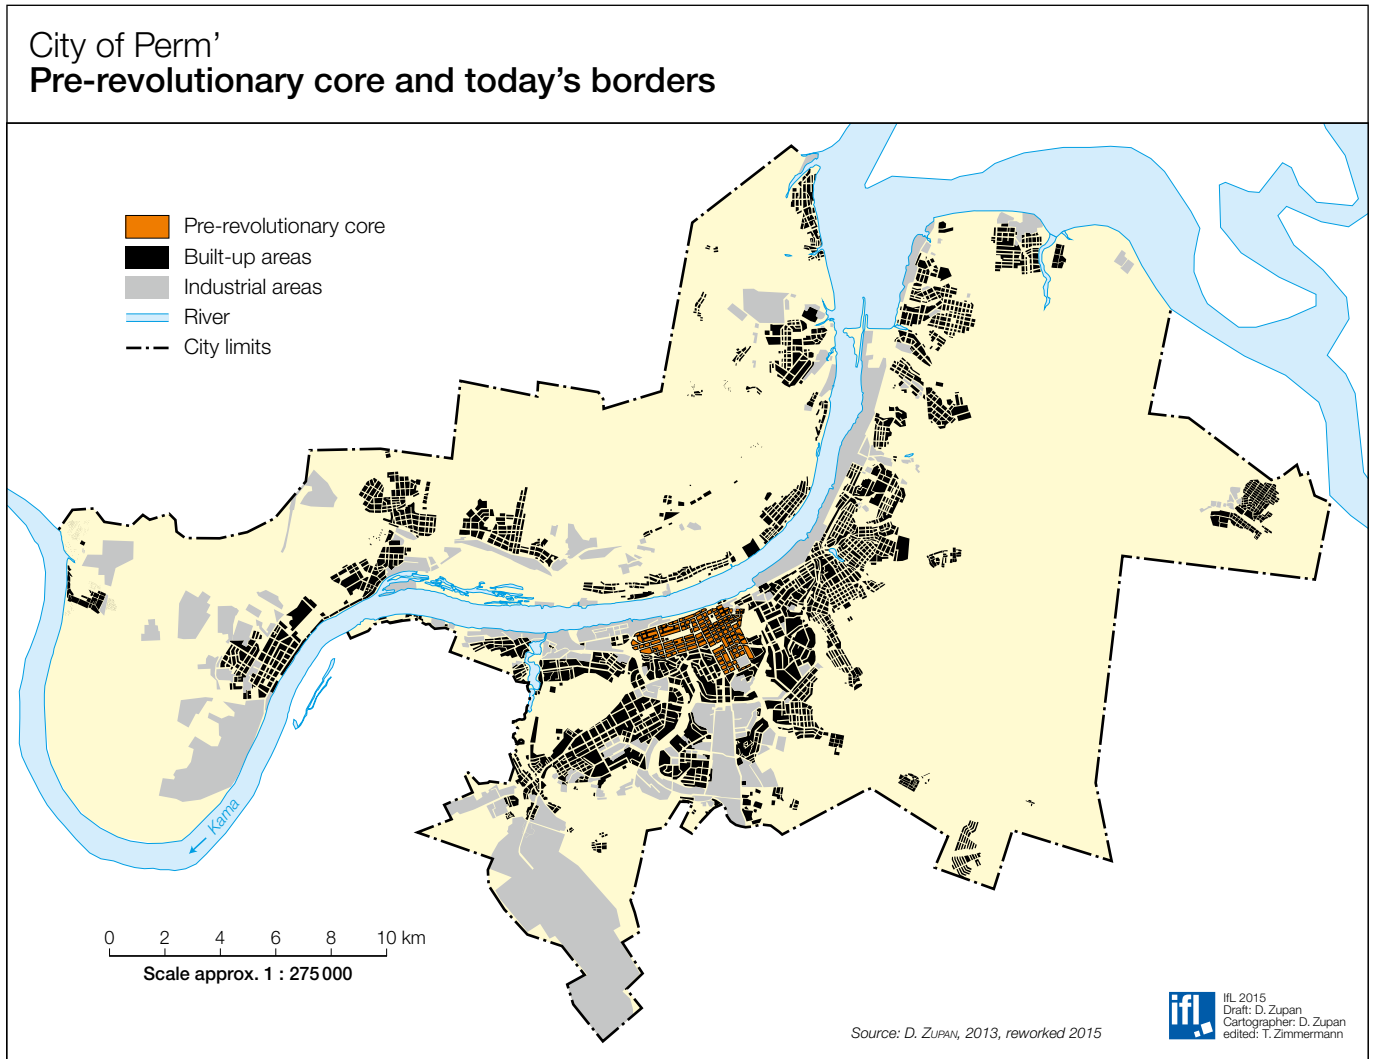 City of Perm’
Pre-revolutionary core and today’s borders
Pre-revolutionary core
Built-up areas
Industrial areas
River
City limits
Kama
0 2 4 6 8 10 km
Scale approx. 1 : 275 000
Source: D. Zupan, 2013, reworked 2015
ifl
IfL 2015
Draft: D. Zupan
Cartographer: D. Zupan
edited: T. Zimmermann